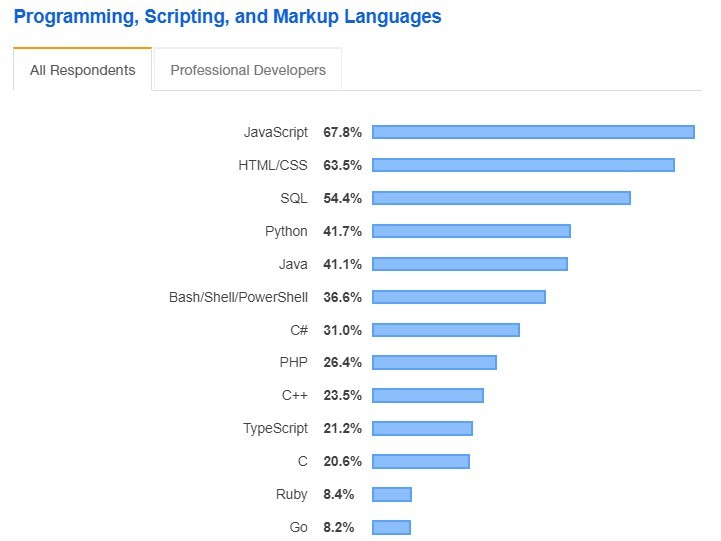 Programming, Scripting, and Markup Languages
All Respondents Professional Developers
JavaScript 67.8%
HTML/CSS 63.5%
SQL 54.4%
Python 41.7%
Java 41.1%
Bash/Shell/PowerShell 36.6%
C# 31.0%
PHP 26.4%
C++ 23.5%
TypeScript 21.2%
C 20.6%
Ruby 8.4%
Go 8.2%